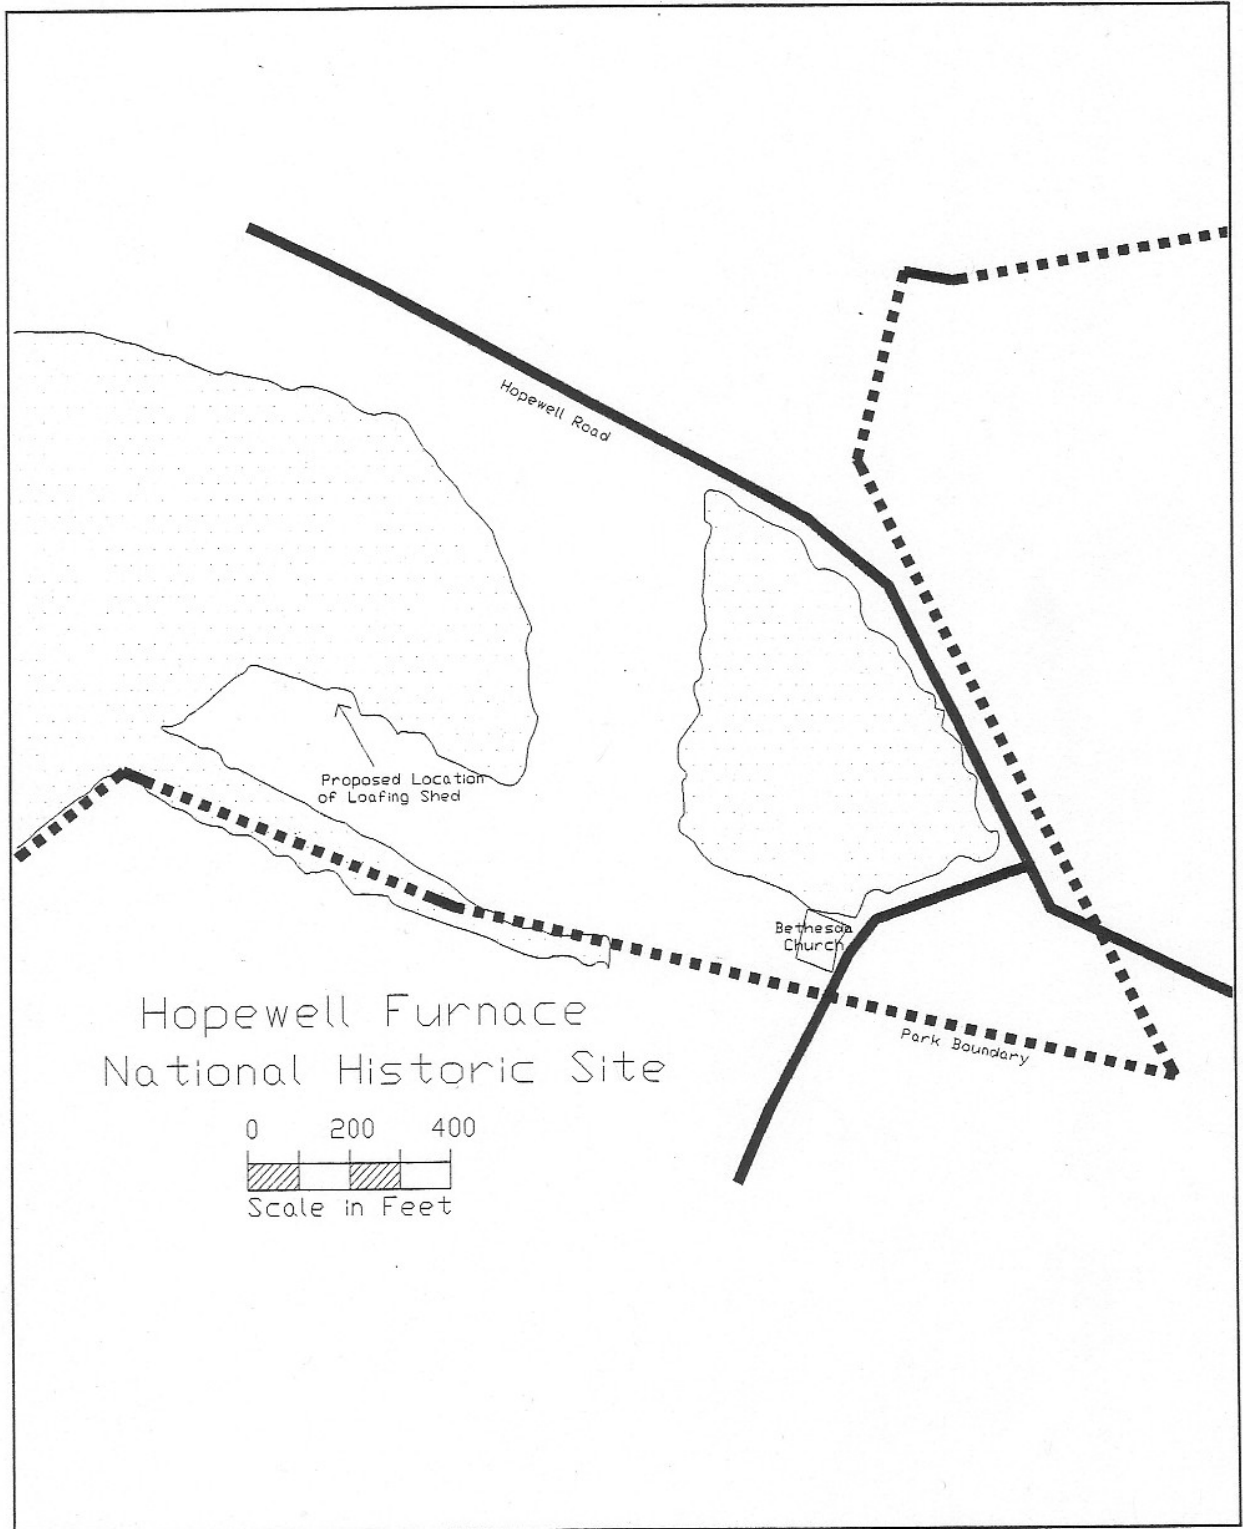 Hopewell Road
Proposed Location
of Loafing Shed
Bethesda
Church
Park Boundary
Hopewell Furnace
National Historic Site
0 200 400
Scale in Feet